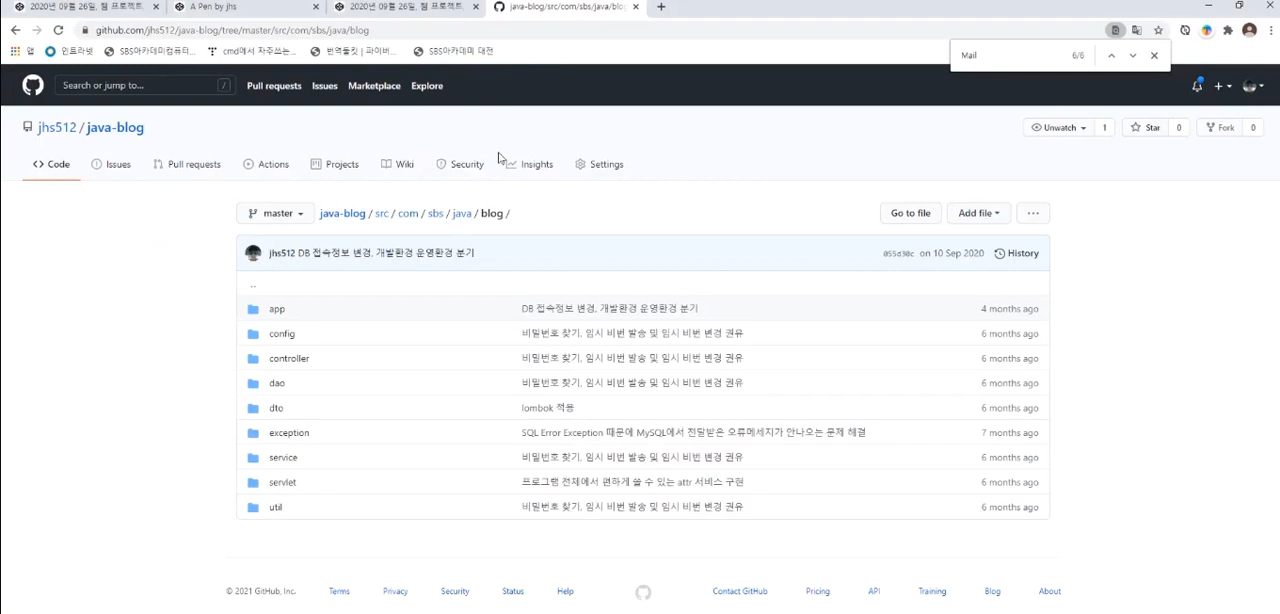 2020년 09월 26일, 웹 프로젝트
A Pen by jhs
2020년 09월 26일, 웹 프로젝트
java-blog/src/com/sbs/java/blog
github.com/jhs512/java-blog/tree/master/src/com/sbs/java/blog
앱 인트라넷 SBS아카데미컴퓨터... cmd에서 자주쓰는... 번역툴킷 | 파이버... SBS아카데미 대전
Mail 6/6
Search or jump to... /
Pull requests Issues Marketplace Explore
jhs512 / java-blog
Unwatch 1 Star 0 Fork 0
Code Issues Pull requests Actions Projects Wiki Security Insights Settings
master java-blog / src / com / sbs / java / blog /
Go to file Add file ...
jhs512 DB 접속정보 변경, 개발환경 운영환경 분기 055d30c on 10 Sep 2020 History
..
app DB 접속정보 변경, 개발환경 운영환경 분기 4 months ago
config 비밀번호 찾기, 임시 비번 발송 및 임시 비번 변경 권유 6 months ago
controller 비밀번호 찾기, 임시 비번 발송 및 임시 비번 변경 권유 6 months ago
dao 비밀번호 찾기, 임시 비번 발송 및 임시 비번 변경 권유 6 months ago
dto lombok 적용 6 months ago
exception SQL Error Exception 때문에 MySQL에서 전달받은 오류메세지가 안나오는 문제 해결 7 months ago
service 비밀번호 찾기, 임시 비번 발송 및 임시 비번 변경 권유 6 months ago
servlet 프로그램 전체에서 편하게 쓸 수 있는 attr 서비스 구현 6 months ago
util 비밀번호 찾기, 임시 비번 발송 및 임시 비번 변경 권유 6 months ago
© 2021 GitHub, Inc. Terms Privacy Security Status Help Contact GitHub Pricing API Training Blog About